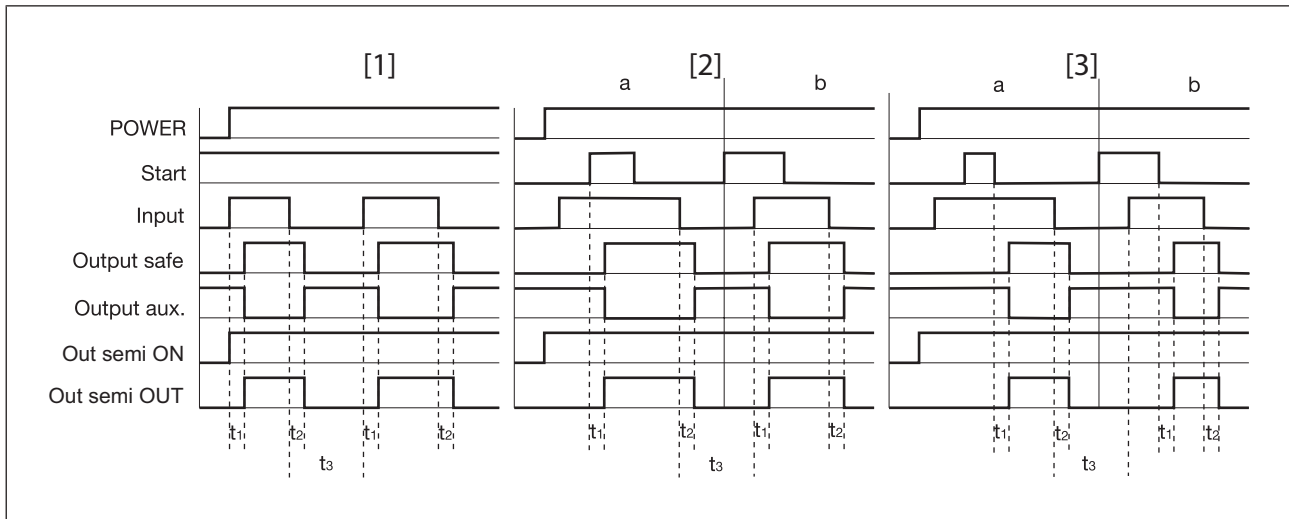 [1] [2] [3]
a b a b
POWER
Start
Input
Output safe
Output aux.
Out semi ON
Out semi OUT
t1 t2 t1 t2 t1 t2 t1 t2 t1 t2 t1 t2
t3 t3 t3